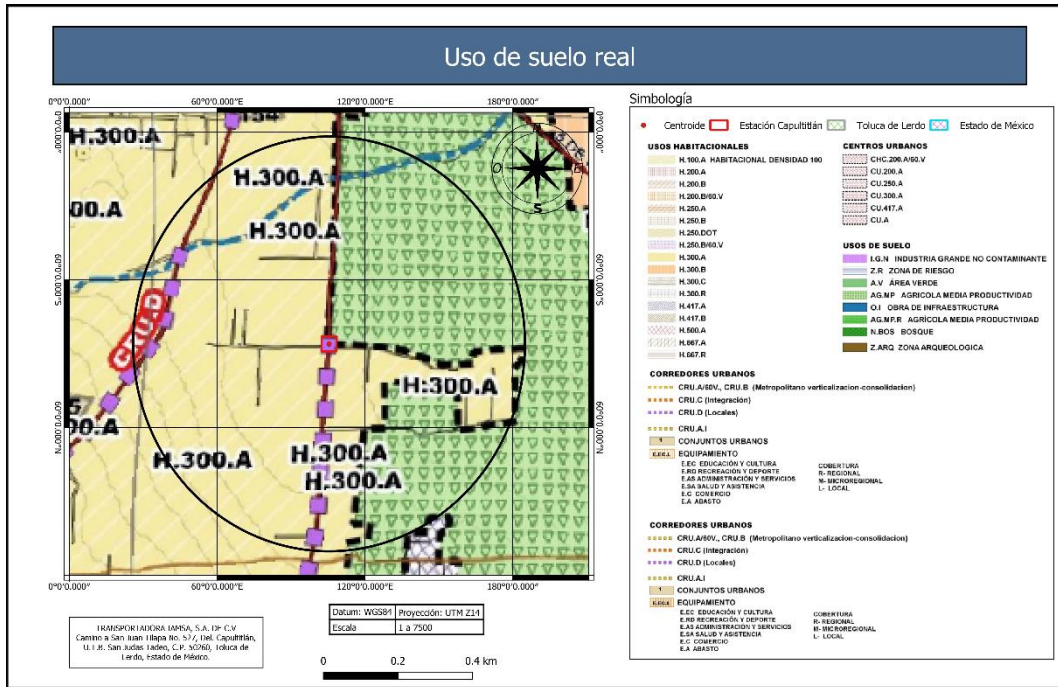 Uso de suelo real
0°0'0.000" 60°0'0.000" 120°0'0.000" 180°0'0.000"
H.300.A
H.300.A
00.A
H.300.A
CRU.D
H.300.A
00.A
H.300.A
H.300.A
H.300.A
O
S
0°0'0.000" 60°0'0.000" 120°0'0.000" 180°0'0.000"
TRANSPORTADORA IAMSA, S.A. DE C.V
Camino a San Juan Tilapa No. 527, Del. Capultitlán,
U.T.B. San Judas Tadeo, C.P. 50260, Toluca de
Lerdo, Estado de México.
Datum: WGS84 Proyección: UTM Z14
Escala 1 a 7500
0 0.2 0.4 km
Simbología
Centroide Estación Capultitlán Toluca de Lerdo Estado de México
USOS HABITACIONALES
H.100.A HABITACIONAL DENSIDAD 100
H.200.A
H.200.B
H.200.B/60.V
H.250.A
H.250.B
H.250.DOT
H.250.B/60.V
H.300.A
H.300.B
H.300.C
H.300.R
H.417.A
H.417.B
H.500.A
H.667.A
H.667.R
CENTROS URBANOS
CHC.200.A/60.V
CU.200.A
CU.250.A
CU.300.A
CU.417.A
CU.A
USOS DE SUELO
I.G.N INDUSTRIA GRANDE NO CONTAMINANTE
Z.R ZONA DE RIESGO
A.V ÁREA VERDE
AG.MP AGRICOLA MEDIA PRODUCTIVIDAD
O.I OBRA DE INFRAESTRUCTURA
AG.MP.R AGRÍCOLA MEDIA PRODUCTIVIDAD
N.BOS BOSQUE
Z.ARQ ZONA ARQUEOLOGICA
CORREDORES URBANOS
CRU.A/60V., CRU.B (Metropolitano verticalizacion-consolidacion)
CRU.C (Integración)
CRU.D (Locales)
CRU.A.I
1 CONJUNTOS URBANOS
E.EC.L EQUIPAMIENTO
E.EC EDUCACIÓN Y CULTURA
E.RD RECREACIÓN Y DEPORTE
E.AS ADMINISTRACIÓN Y SERVICIOS
E.SA SALUD Y ASISTENCIA
E.C COMERCIO
E.A ABASTO
COBERTURA
R- REGIONAL
M- MICROREGIONAL
L- LOCAL
CORREDORES URBANOS
CRU.A/60V., CRU.B (Metropolitano verticalizacion-consolidacion)
CRU.C (Integración)
CRU.D (Locales)
CRU.A.I
1 CONJUNTOS URBANOS
E.EC.L EQUIPAMIENTO
E.EC EDUCACIÓN Y CULTURA
E.RD RECREACIÓN Y DEPORTE
E.AS ADMINISTRACIÓN Y SERVICIOS
E.SA SALUD Y ASISTENCIA
E.C COMERCIO
E.A ABASTO
COBERTURA
R- REGIONAL
M- MICROREGIONAL
L- LOCAL